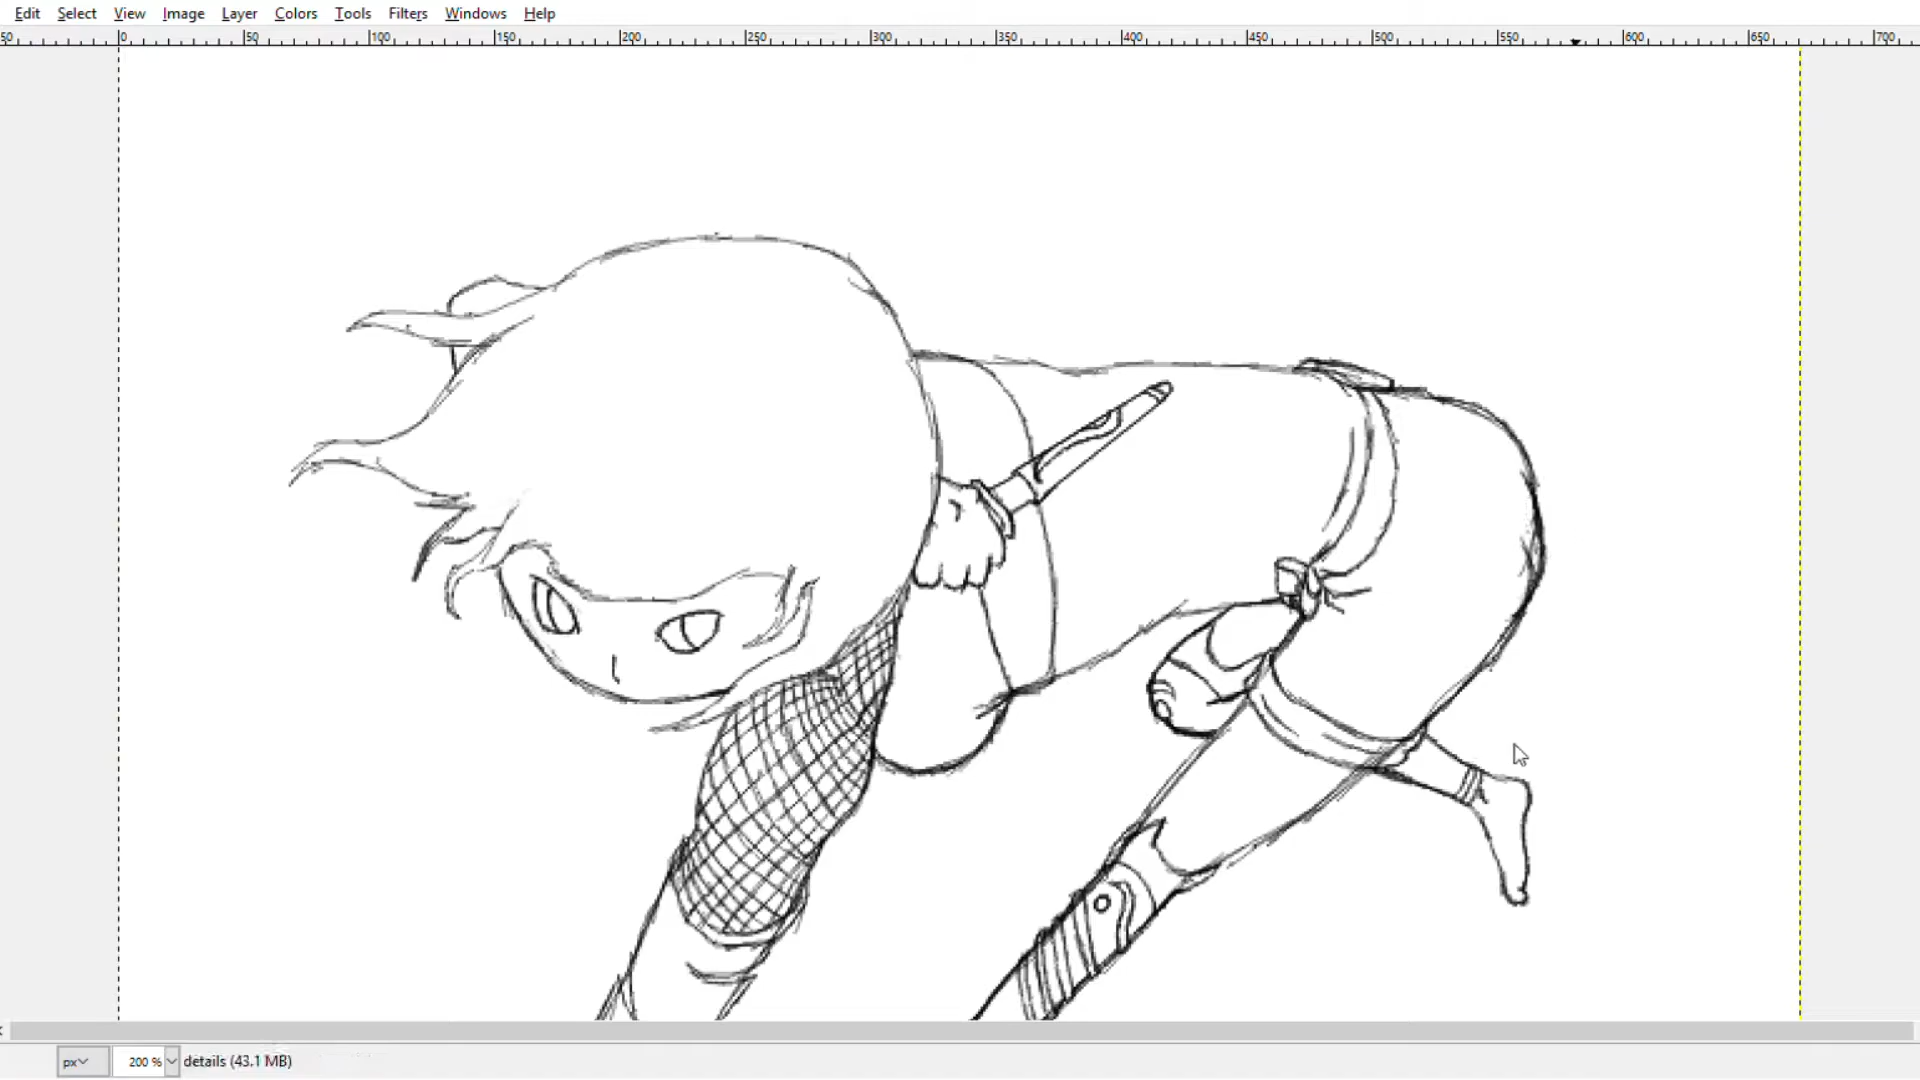 Edit Select View Image Layer Colors Tools Filters Windows Help
50 0 50 100 150 200 250 300 350 400 450 500 550 600 650 700
px 200 % details (43.1 MB)